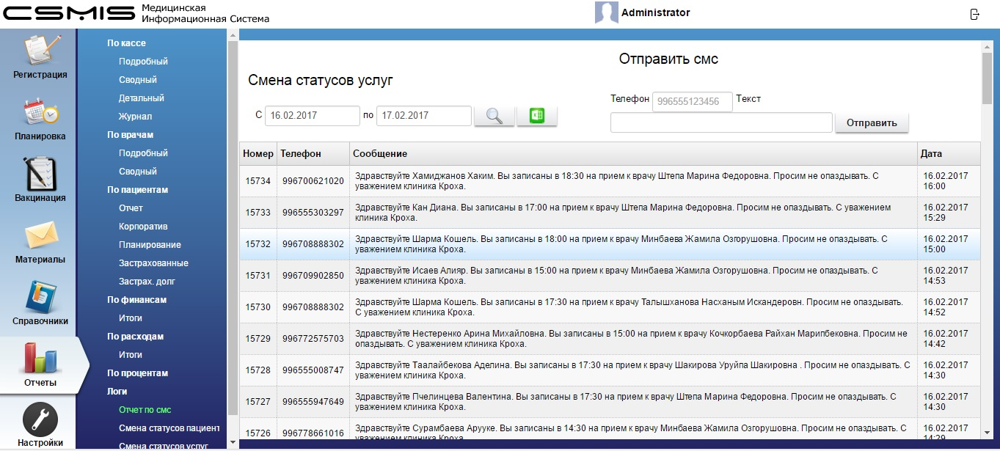 CSMIS
Медицинская
Информационная Система
Administrator
Регистрация
Планировка
Вакцинация
Материалы
Справочники
Отчеты
Настройки
По кассе
Подробный
Сводный
Детальный
Журнал
По врачам
Подробный
Сводный
По пациентам
Отчет
Корпоратив
Планирование
Застрахованные
Застрах. долг
По финансам
Итоги
По расходам
Итоги
По процентам
Логи
Отчет по смс
Смена статусов пациент
Смена статусов услуг
Отправить смс
Смена статусов услуг
С 16.02.2017 по 17.02.2017
Телефон 996555123456 Текст
Отправить
Номер Телефон Сообщение Дата
15734 996700621020 Здравствуйте Хамиджанов Хаким. Вы записаны в 18:30 на прием к врачу Штепа Марина Федоровна. Просим не опаздывать. С 16.02.2017
уважением клиника Кроха. 16:00
15733 996555303297 Здравствуйте Кан Диана. Вы записаны в 17:00 на прием к врачу Штепа Марина Федоровна. Просим не опаздывать. С уважением 16.02.2017
клиника Кроха. 15:29
15732 996708888302 Здравствуйте Шарма Кошель. Вы записаны в 18:00 на прием к врачу Минбаева Жамила Озгорушовна. Просим не опаздывать. С 16.02.2017
уважением клиника Кроха. 15:00
15731 996709902850 Здравствуйте Исаев Алияр. Вы записаны в 15:00 на прием к врачу Минбаева Жамила Озгорушовна. Просим не опаздывать. С 16.02.2017
уважением клиника Кроха. 14:53
15730 996708888302 Здравствуйте Шарма Кошель. Вы записаны в 17:30 на прием к врачу Талышханова Насханым Искандеровн. Просим не опаздывать. 16.02.2017
С уважением клиника Кроха. 14:52
15729 996772575703 Здравствуйте Нестеренко Арина Михайловна. Вы записаны в 15:00 на прием к врачу Кочкорбаева Райхан Марипбековна. Просим не 16.02.2017
опаздывать. С уважением клиника Кроха. 14:42
15728 996555008747 Здравствуйте Таалайбекова Аделина. Вы записаны в 17:30 на прием к врачу Шакирова Уруйпа Шакировна . Просим не опаздывать. С 16.02.2017
уважением клиника Кроха. 14:30
15727 996555947649 Здравствуйте Пчелинцева Валентина. Вы записаны в 17:30 на прием к врачу Штепа Марина Федоровна. Просим не опаздывать. С 16.02.2017
уважением клиника Кроха. 14:30
15726 996778661016 Здравствуйте Сурамбаева Арууке. Вы записаны в 14:30 на прием к врачу Минбаева Жамила Озгорушовна. Просим не опаздывать. С 16.02.2017
уважением клиника Кроха. 14:29